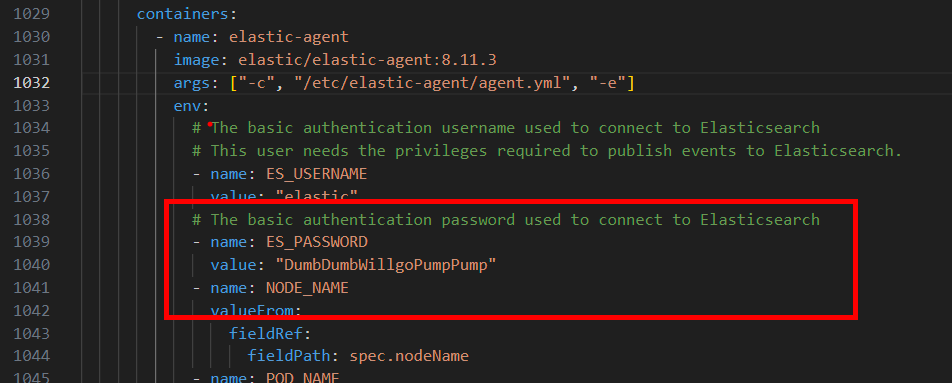 1029 containers:
1030 - name: elastic-agent
1031 image: elastic/elastic-agent:8.11.3
1032 args: ["-c", "/etc/elastic-agent/agent.yml", "-e"]
1033 env:
1034 # The basic authentication username used to connect to Elasticsearch
1035 # This user needs the privileges required to publish events to Elasticsearch.
1036 - name: ES_USERNAME
1037 value: "elastic"
1038 # The basic authentication password used to connect to Elasticsearch
1039 - name: ES_PASSWORD
1040 value: "DumbDumbWillgoPumpPump"
1041 - name: NODE_NAME
1042 valueFrom:
1043 fieldRef:
1044 fieldPath: spec.nodeName
1045 - name: POD_NAME